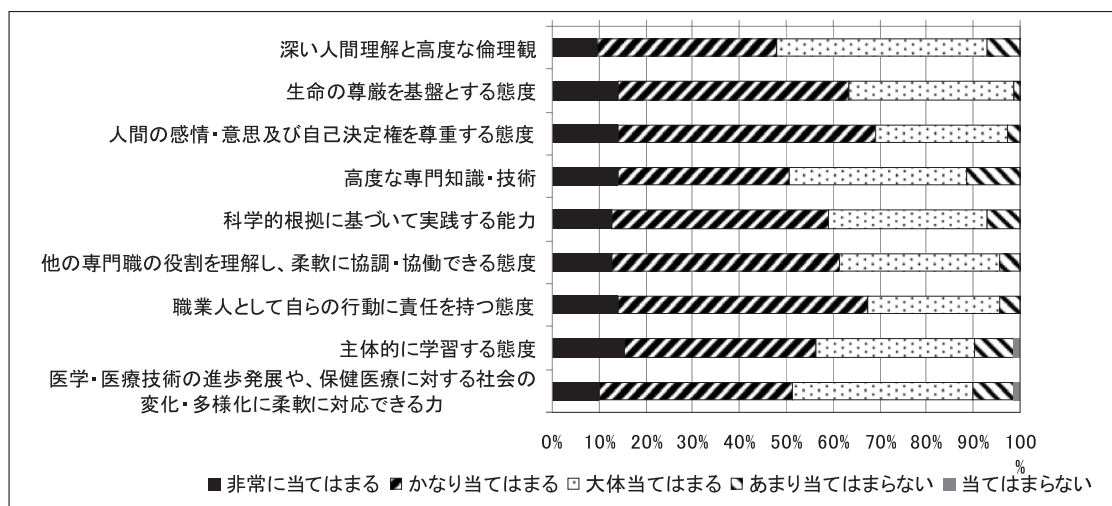 深い人間理解と高度な倫理観
生命の尊厳を基盤とする態度
人間の感情・意思及び自己決定権を尊重する態度
高度な専門知識・技術
科学的根拠に基づいて実践する能力
他の専門職の役割を理解し、柔軟に協調・協働できる態度
職業人として自らの行動に責任を持つ態度
主体的に学習する態度
医学・医療技術の進歩発展や、保健医療に対する社会の
変化・多様化に柔軟に対応できる力
0% 10% 20% 30% 40% 50% 60% 70% 80% 90% 100
%
非常に当てはまる かなり当てはまる 大体当てはまる あまり当てはまらない 当てはまらない